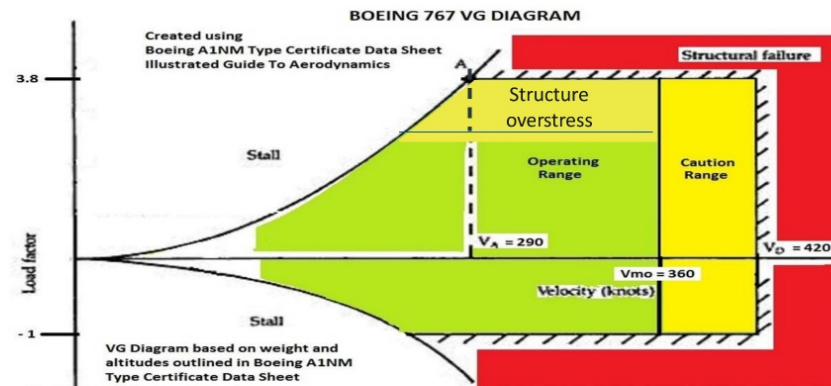 BOEING 767 VG DIAGRAM
Created using
Boeing A1NM Type Certificate Data Sheet
Illustrated Guide To Aerodynamics
Structural failure
A
3.8
Structure
overstress
Stall
Operating
Range
Caution
Range
V_A = 290
V_D = 420
Load factor
Vmo = 360
Velocity (knots)
Stall
- 1
VG Diagram based on weight and
altitudes outlined in Boeing A1NM
Type Certificate Data Sheet